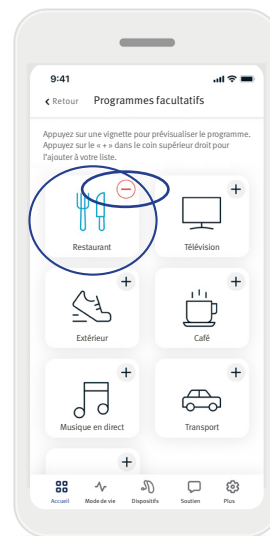 9:41
Retour Programmes facultatifs
Appuyez sur une vignette pour prévisualiser le programme.
Appuyez sur le « + » dans le coin supérieur droit pour
l'ajouter à votre liste.
Restaurant Télévision
Extérieur Café
Musique en direct Transport
Accueil Mode de vie Dispositifs Soutien Plus